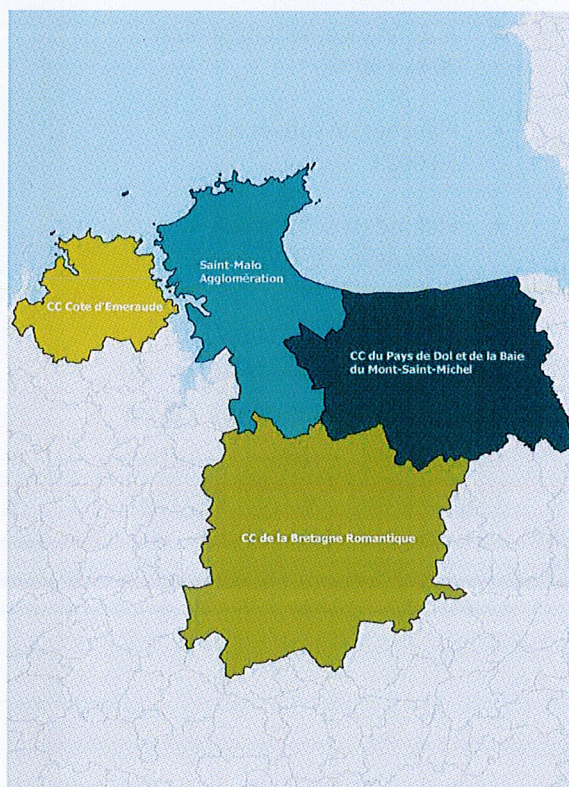 Saint-Malo
Agglomération
CC Cote d'Emeraude
CC du Pays de Dol et de la Baie
du Mont-Saint-Michel
CC de la Bretagne Romantique